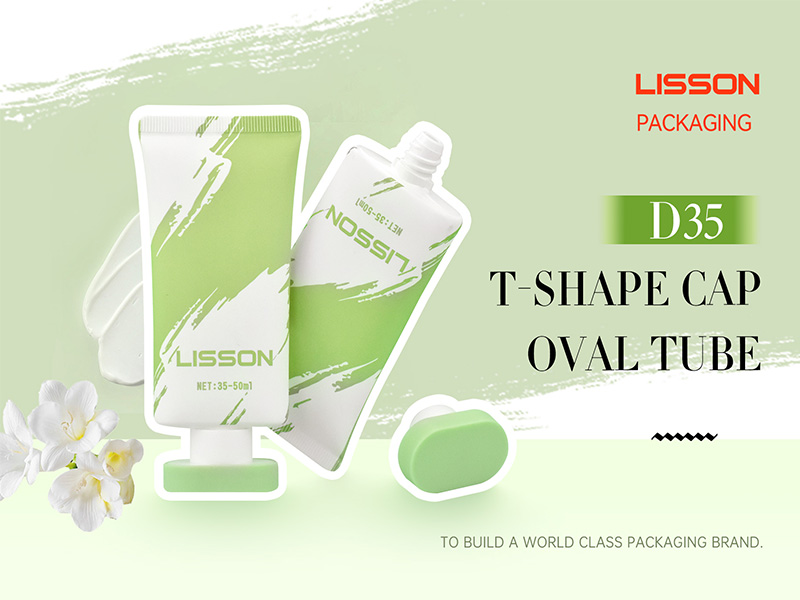 LISSON
PACKAGING
D35
T-SHAPE CAP
OVAL TUBE
LISSON
NET:35-50ml
LISSON
NET:35-50ml
TO BUILD A WORLD CLASS PACKAGING BRAND.